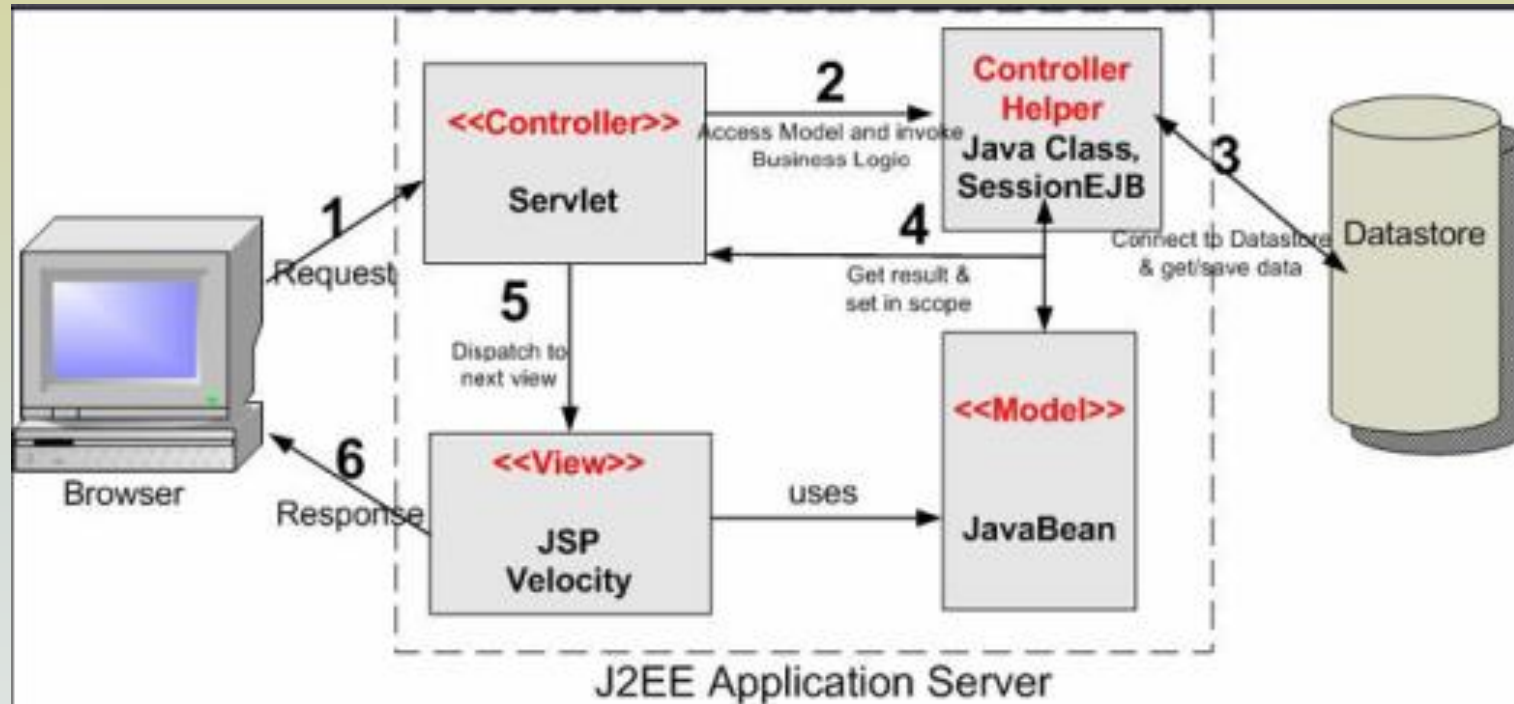 1
Request
Browser
6
Response
<<Controller>>
Servlet
2
Access Model and invoke
Business Logic
Controller
Helper
Java Class,
SessionEJB
3
Connect to Datastore
& get/save data
Datastore
4
Get result &
set in scope
5
Dispatch to
next view
<<View>>
JSP
Velocity
uses
<<Model>>
JavaBean
J2EE Application Server